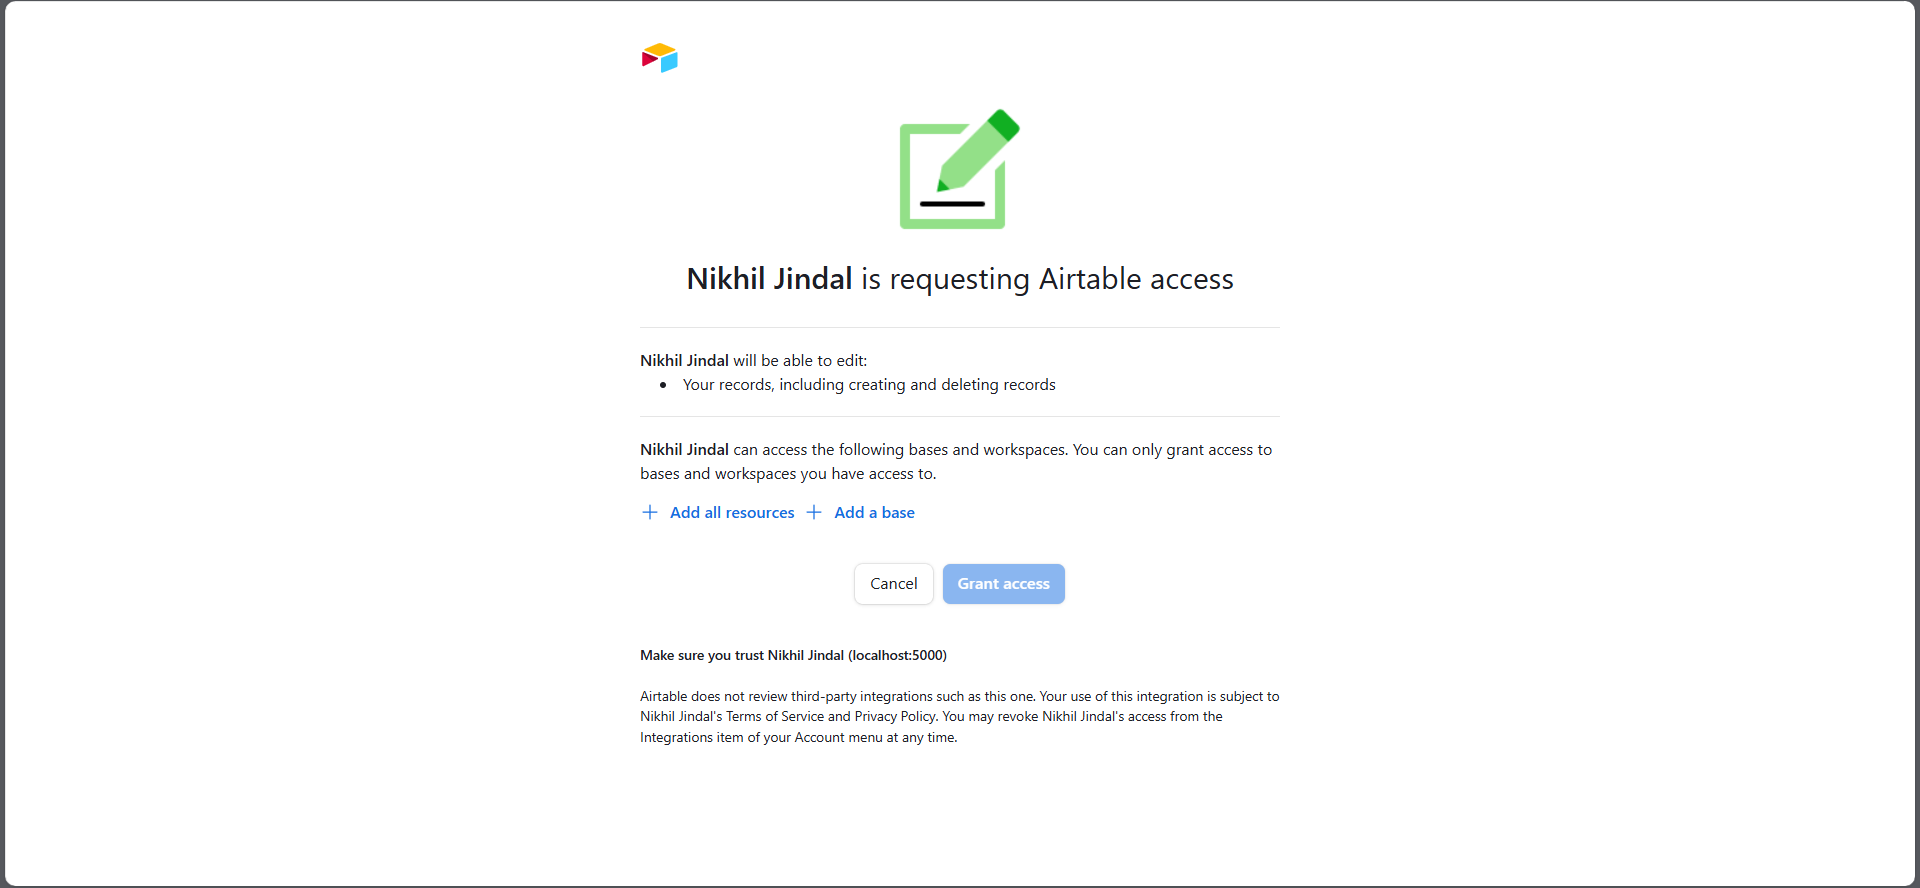 Nikhil Jindal is requesting Airtable access
Nikhil Jindal will be able to edit:
• Your records, including creating and deleting records
Nikhil Jindal can access the following bases and workspaces. You can only grant access to
bases and workspaces you have access to.
Add all resources Add a base
Cancel Grant access
Make sure you trust Nikhil Jindal (localhost:5000)
Airtable does not review third-party integrations such as this one. Your use of this integration is subject to
Nikhil Jindal's Terms of Service and Privacy Policy. You may revoke Nikhil Jindal's access from the
Integrations item of your Account menu at any time.